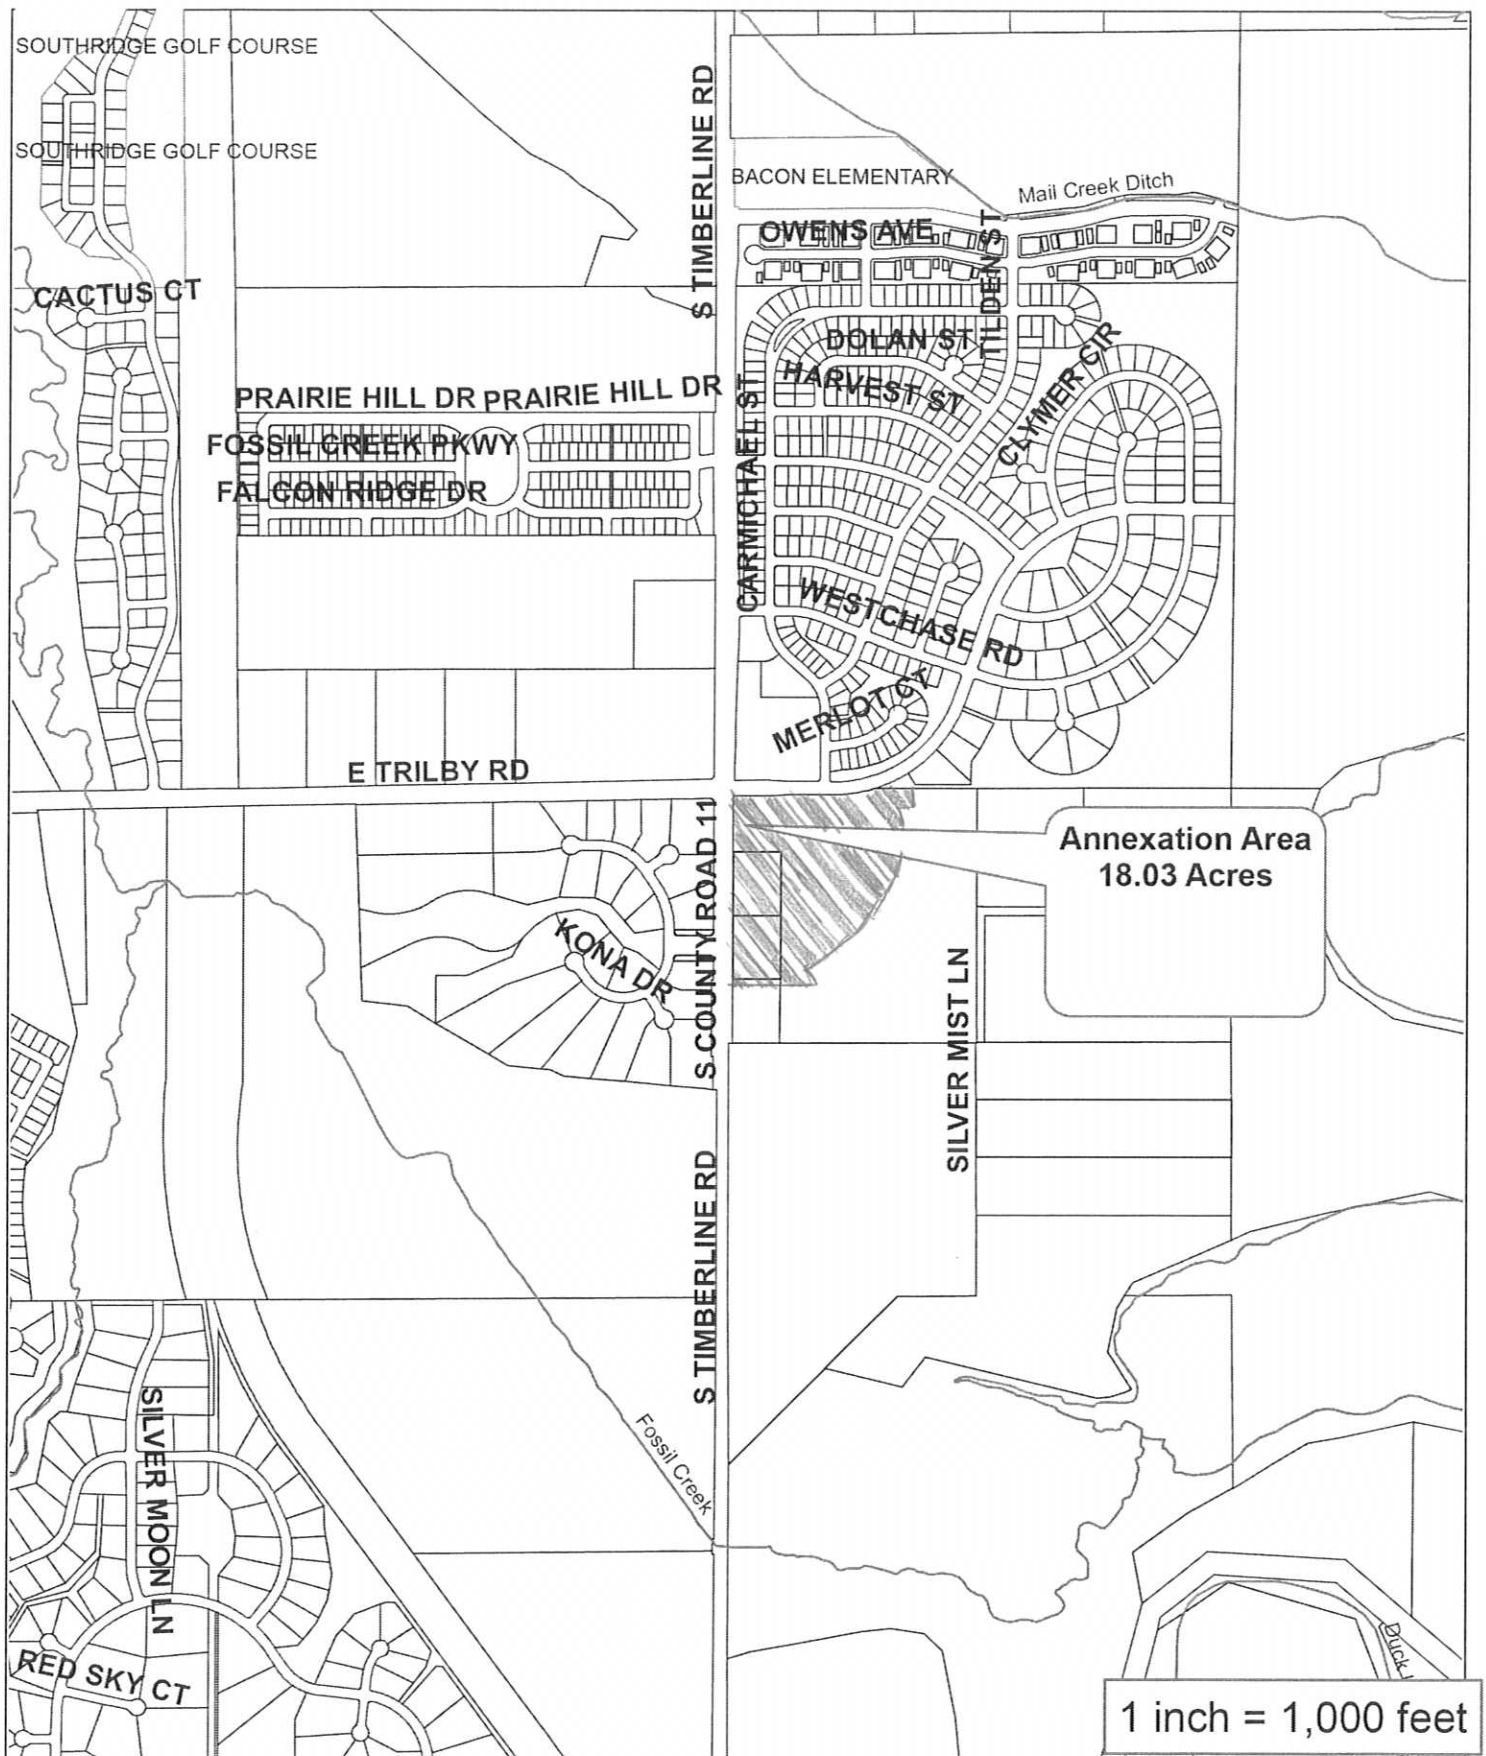 SOUTHRIDGE GOLF COURSE
SOUTHRIDGE GOLF COURSE
S TIMBERLINE RD
BACON ELEMENTARY
Mail Creek Ditch
OWENS AVE
TILDEN ST
CACTUS CT
DOLAN ST
HARVEST ST
CLYMER CIR
PRAIRIE HILL DR
PRAIRIE HILL DR
CARMICHAEL ST
FOSSIL CREEK PKWY
FALCON RIDGE DR
WESTCHASE RD
MERLOT CT
E TRILBY RD
S COUNTY ROAD 11
Annexation Area
18.03 Acres
KONA DR
SILVER MIST LN
S TIMBERLINE RD
SILVER MOON LN
Fossil Creek
RED SKY CT
Duck
1 inch = 1,000 feet